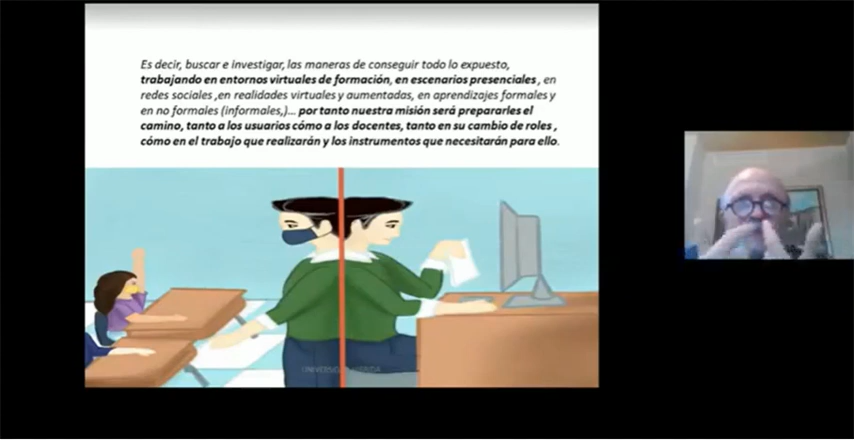 Es decir, buscar e investigar, las maneras de conseguir todo lo expuesto,
trabajando en entornos virtuales de formación, en escenarios presenciales , en
redes sociales ,en realidades virtuales y aumentadas, en aprendizajes formales y
en no formales (informales,)... por tanto nuestra misión será prepararles el
camino, tanto a los usuarios cómo a los docentes, tanto en su cambio de roles ,
cómo en el trabajo que realizarán y los instrumentos que necesitarán para ello.